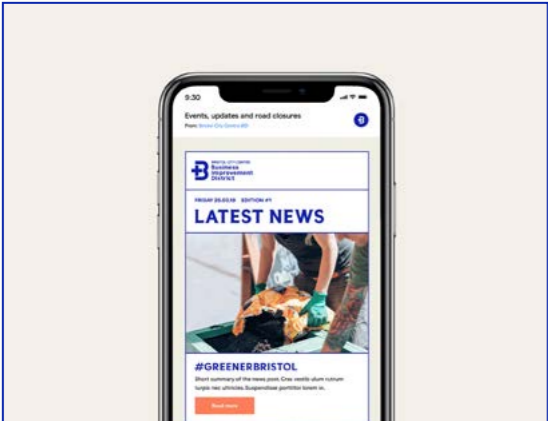 9:30
Events, updates and road closures
From: Bristol City Centre BID
BRISTOL CITY CENTRE
Business
Improvement
District
FRIDAY 25.03.19 EDITION #1
LATEST NEWS
#GREENERBRISTOL
Short summary of the news post. Cras vestib ulum rutrum
turpis nec ultricies. Suspendisse porttitor lorem in.
Read more